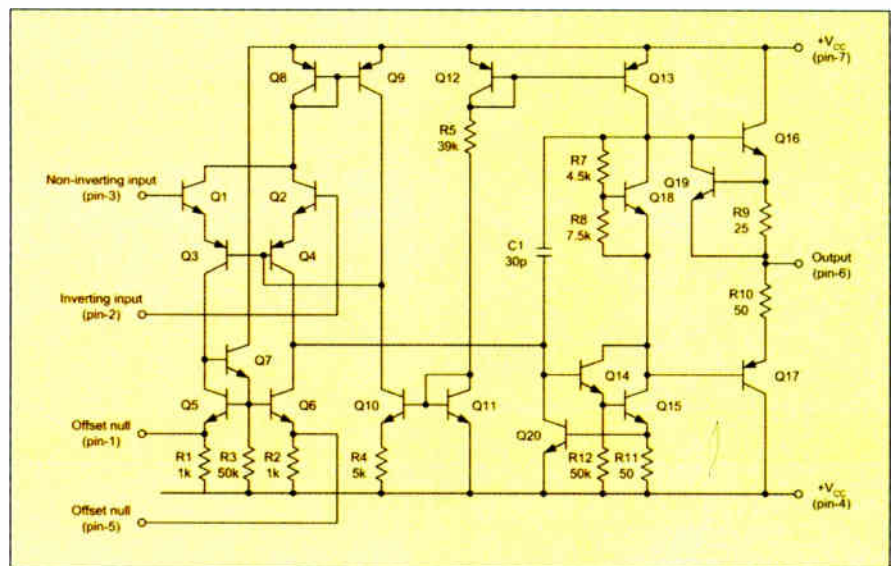 +VCC
(pin-7)
Q8
Q9
Q12
Q13
R5
39k
Q16
R7
4.5k
Non-inverting input
(pin-3)
Q1
Q2
Q19
Q18
R9
25
R8
7.5k
C1
30p
Q3
Q4
Output
(pin-6)
R10
50
Inverting input
(pin-2)
Q7
Q14
Q17
Q5
Q6
Q10
Q11
Q15
Offset null
(pin-1)
Q20
R1
1k
R3
50k
R2
1k
R4
5k
R12
50k
R11
50
+VCC
(pin-4)
Offset null
(pin-5)